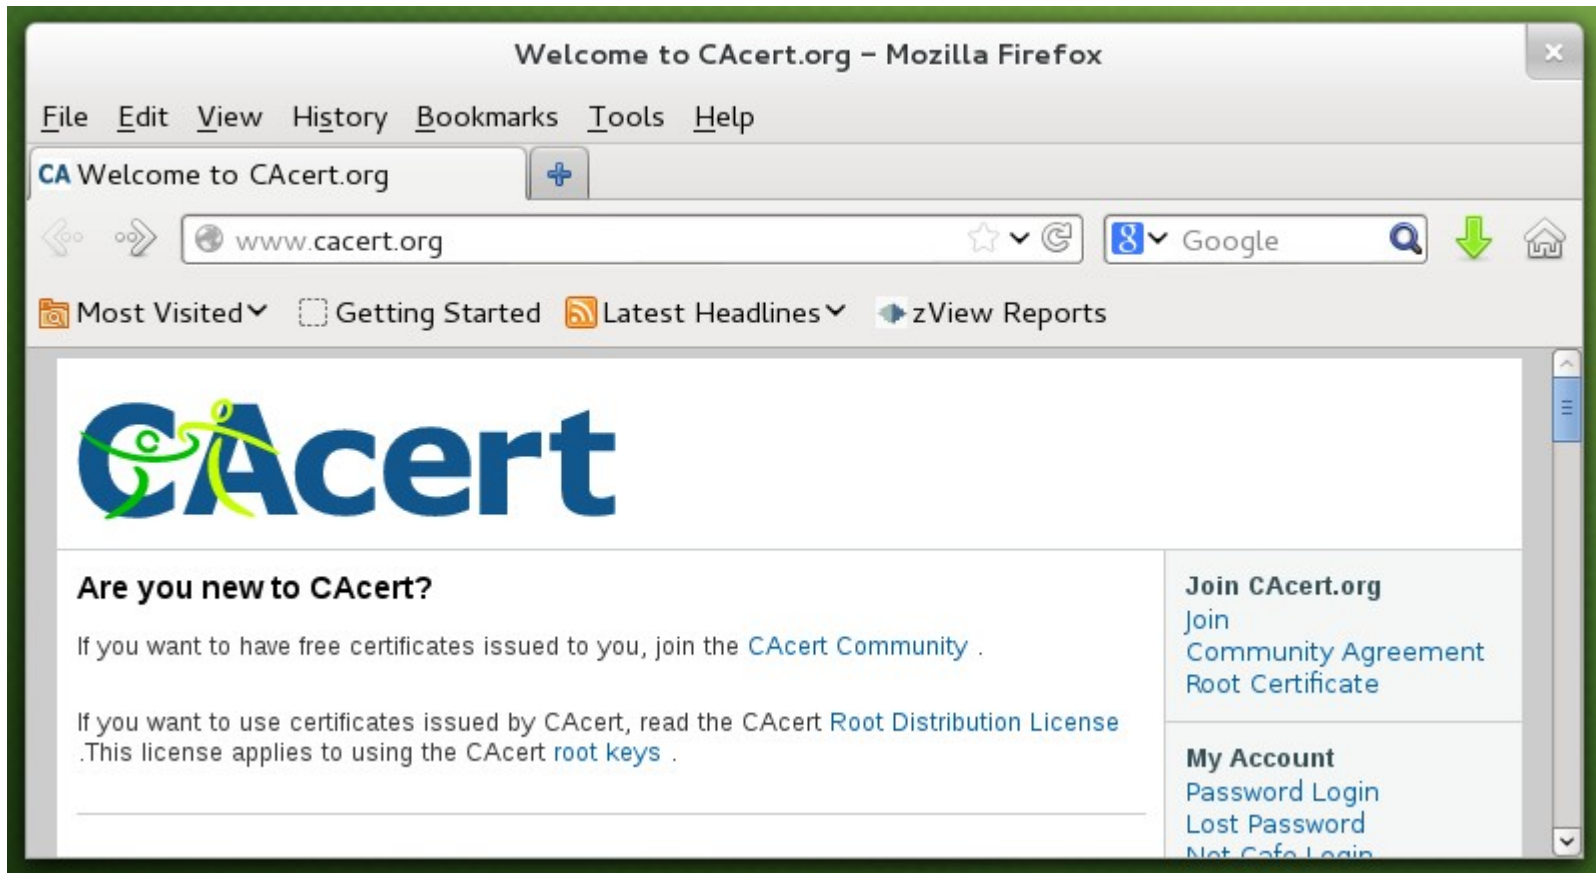 Welcome to CAcert.org – Mozilla Firefox
File Edit View History Bookmarks Tools Help
CA Welcome to CAcert.org
www.cacert.org
8 Google
Most Visited Getting Started Latest Headlines zView Reports
CAcert
Are you new to CAcert?
If you want to have free certificates issued to you, join the CAcert Community .
If you want to use certificates issued by CAcert, read the CAcert Root Distribution License
.This license applies to using the CAcert root keys .
Join CAcert.org
Join
Community Agreement
Root Certificate
My Account
Password Login
Lost Password
Net Cafe Login